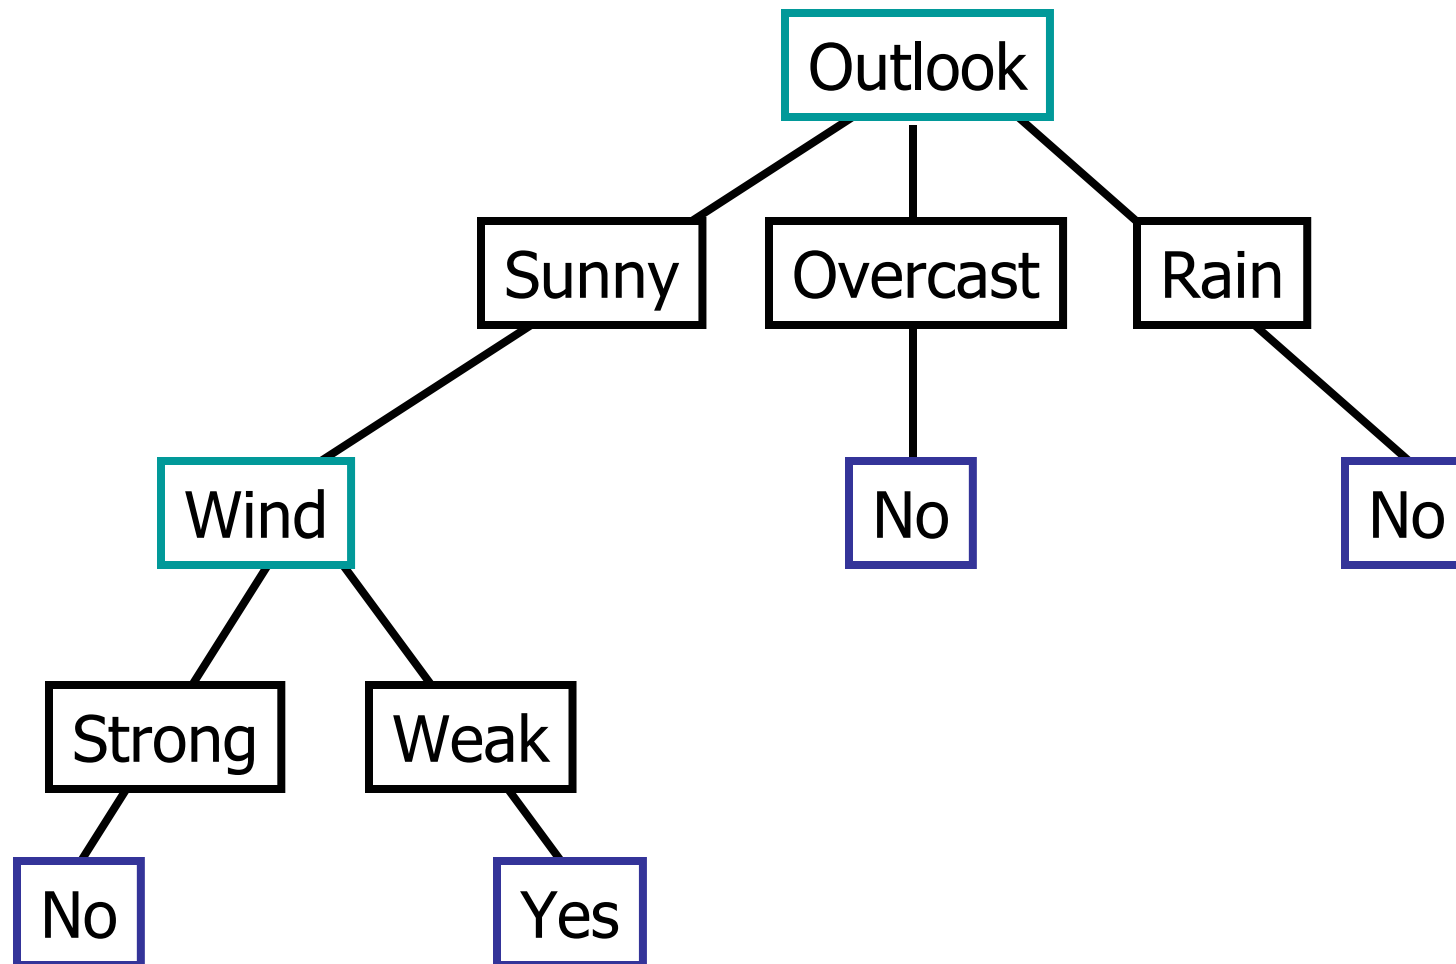 Outlook
Sunny
Overcast
Rain
Wind
No
No
Strong
Weak
No
Yes